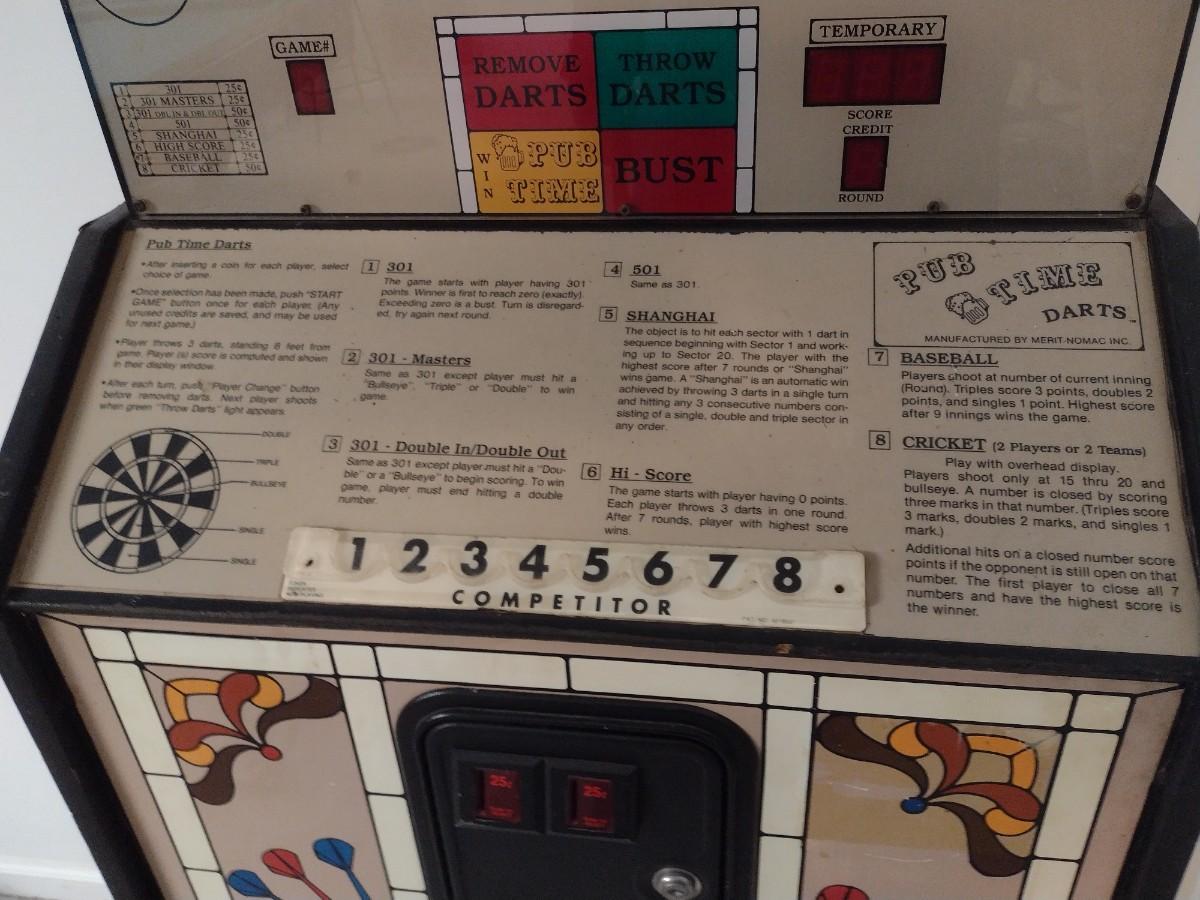 GAME#
1 301 25¢
2 301 MASTERS 25¢
3 301 DBL IN & DBL OUT 50¢
4 501 50¢
5 SHANGHAI 25¢
6 HIGH SCORE 25¢
7 BASEBALL 25¢
8 CRICKET 50¢
REMOVE
DARTS
THROW
DARTS
WIN
PUB
TIME
BUST
TEMPORARY
SCORE
CREDIT
ROUND
Pub Time Darts
•After inserting a coin for each player, select
choice of game.
•Once selection has been made, push "START
GAME" button once for each player. (Any
unused credits are saved, and may be used
for next game.)
•Player throws 3 darts, standing 8 feet from
game. Player (s) score is computed and shown
in their display window.
•After each turn, push "Player Change" button
before removing darts. Next player shoots
when green "Throw Darts" light appears.
DOUBLE
TRIPLE
BULLSEYE
SINGLE
SINGLE
1 301
The game starts with player having 301
points. Winner is first to reach zero (exactly).
Exceeding zero is a bust. Turn is disregard-
ed, try again next round.
2 301 - Masters
Same as 301 except player must hit a
"Bullseye", "Triple" or "Double" to win
game.
3 301 - Double In/Double Out
Same as 301 except player must hit a "Dou-
ble" or a "Bullseye" to begin scoring. To win
game, player must end hitting a double
number.
4 501
Same as 301.
5 SHANGHAI
The object is to hit each sector with 1 dart in
sequence beginning with Sector 1 and work-
ing up to Sector 20. The player with the
highest score after 7 rounds or "Shanghai"
wins game. A "Shanghai" is an automatic win
achieved by throwing 3 darts in a single turn
and hitting any 3 consecutive numbers con-
sisting of a single, double and triple sector in
any order.
6 Hi - Score
The game starts with player having 0 points.
Each player throws 3 darts in one round.
After 7 rounds, player with highest score
wins.
PUB
TIME
DARTS™
MANUFACTURED BY MERIT-NOMAC INC.
7 BASEBALL
Players shoot at number of current inning
(Round). Triples score 3 points, doubles 2
points, and singles 1 point. Highest score
after 9 innings wins the game.
8 CRICKET (2 Players or 2 Teams)
Play with overhead display.
Players shoot only at 15 thru 20 and
bullseye. A number is closed by scoring
three marks in that number. (Triples score
3 marks, doubles 2 marks, and singles 1
mark.)
Additional hits on a closed number score
points if the opponent is still open on that
number. The first player to close all 7
numbers and have the highest score is
the winner.
1 2 3 4 5 6 7 8
COMPETITOR
25¢
25¢